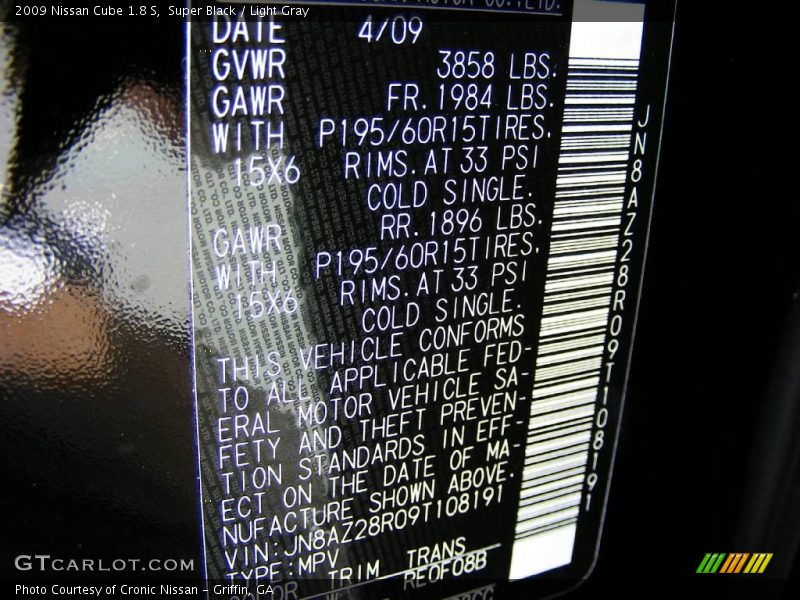 2009 Nissan Cube 1.8 S, Super Black / Light Gray
DATE 4/09
GVWR 3858 LBS.
GAWR FR. 1984 LBS.
WITH P195/60R15TIRES.
15X6 RIMS. AT 33 PSI
COLD SINGLE.
GAWR RR. 1896 LBS.
WITH P195/60R15TIRES.
15X6 RIMS. AT 33 PSI
COLD SINGLE.
THIS VEHICLE CONFORMS
TO ALL APPLICABLE FED-
ERAL MOTOR VEHICLE SA-
FETY AND THEFT PREVEN-
TION STANDARDS IN EFF-
ECT ON THE DATE OF MA-
NUFACTURE SHOWN ABOVE.
VIN:JN8AZ28R09T108191
TYPE:MPV
TRIM TRANS
COLOR RE0F08B
JN8AZ28R09T108191
GTCARLOT.COM
Photo Courtesy of Cronic Nissan - Griffin, GA